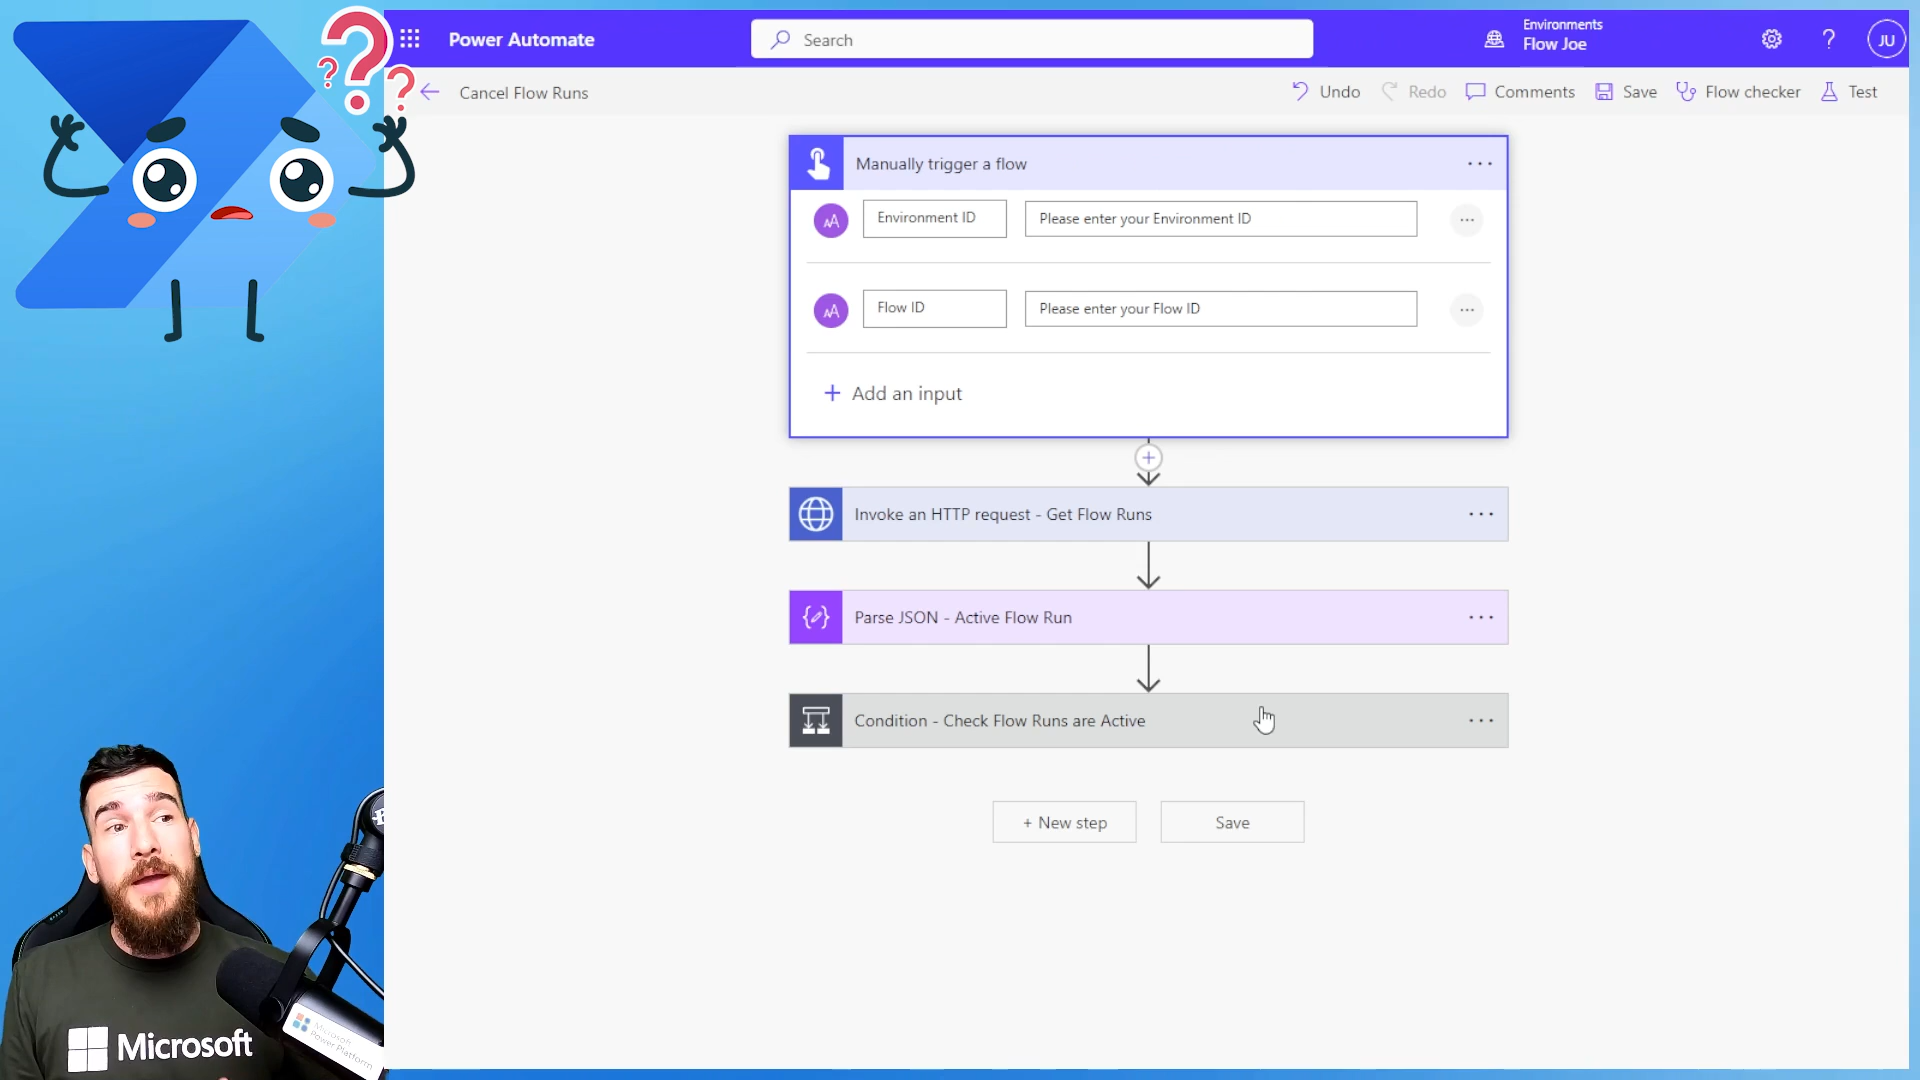 Power Automate
Search
Environments
Flow Joe
?
JU
Cancel Flow Runs
Undo
Redo
Comments
Save
Flow checker
Test
Manually trigger a flow
Environment ID
Please enter your Environment ID
Flow ID
Please enter your Flow ID
+ Add an input
Invoke an HTTP request - Get Flow Runs
Parse JSON - Active Flow Run
Condition - Check Flow Runs are Active
+ New step
Save
???
Microsoft
Microsoft
Power Platform